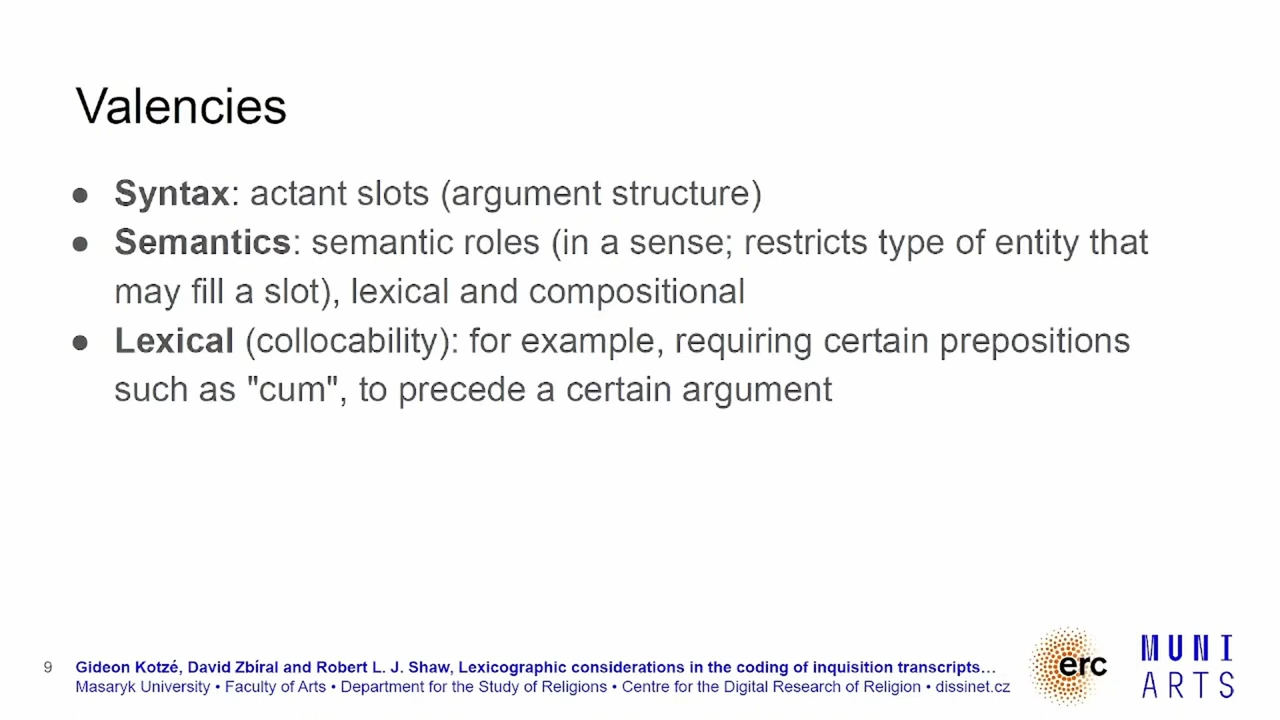 Valencies
● Syntax: actant slots (argument structure)
● Semantics: semantic roles (in a sense; restricts type of entity that
may fill a slot), lexical and compositional
● Lexical (collocability): for example, requiring certain prepositions
such as "cum", to precede a certain argument
9 Gideon Kotzé, David Zbíral and Robert L. J. Shaw, Lexicographic considerations in the coding of inquisition transcripts…
Masaryk University • Faculty of Arts • Department for the Study of Religions • Centre for the Digital Research of Religion • dissinet.cz
erc
MUNI
ARTS